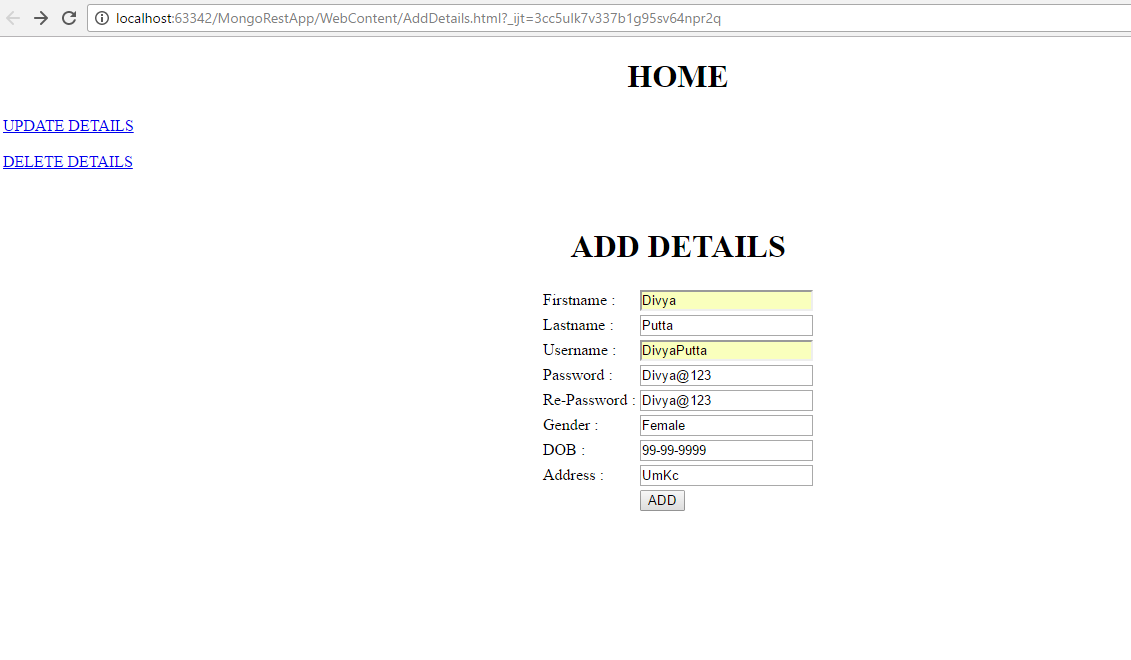 localhost:63342/MongoRestApp/WebContent/AddDetails.html?_ijt=3cc5ulk7v337b1g95sv64npr2q
HOME
UPDATE DETAILS
DELETE DETAILS
ADD DETAILS
Firstname : Divya
Lastname : Putta
Username : DivyaPutta
Password : Divya@123
Re-Password : Divya@123
Gender : Female
DOB : 99-99-9999
Address : UmKc
ADD